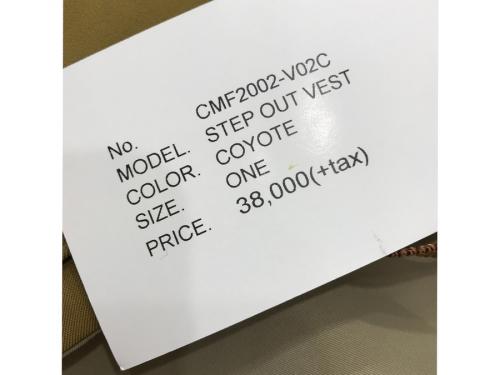 No. CMF2002-V02C
MODEL. STEP OUT VEST
COLOR. COYOTE
SIZE. ONE
PRICE. 38,000(+tax)